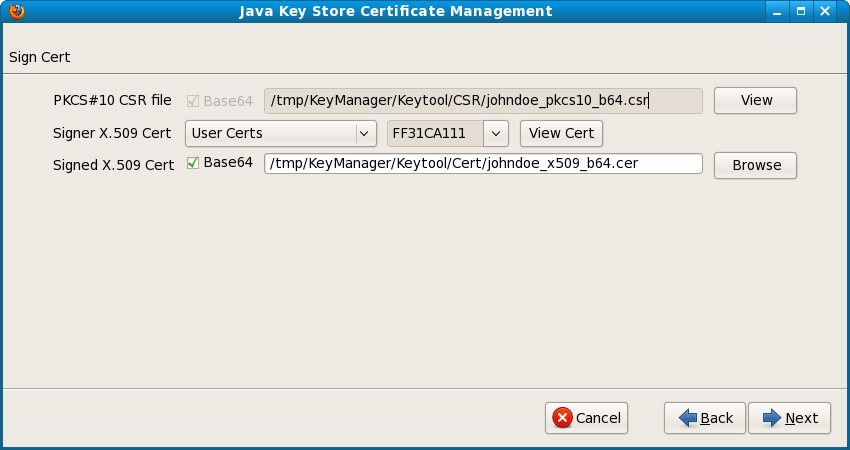 Java Key Store Certificate Management
Sign Cert
PKCS#10 CSR file Base64 /tmp/KeyManager/Keytool/CSR/johndoe_pkcs10_b64.csr View
Signer X.509 Cert User Certs FF31CA111 View Cert
Signed X.509 Cert Base64 /tmp/KeyManager/Keytool/Cert/johndoe_x509_b64.cer Browse
Cancel Back Next